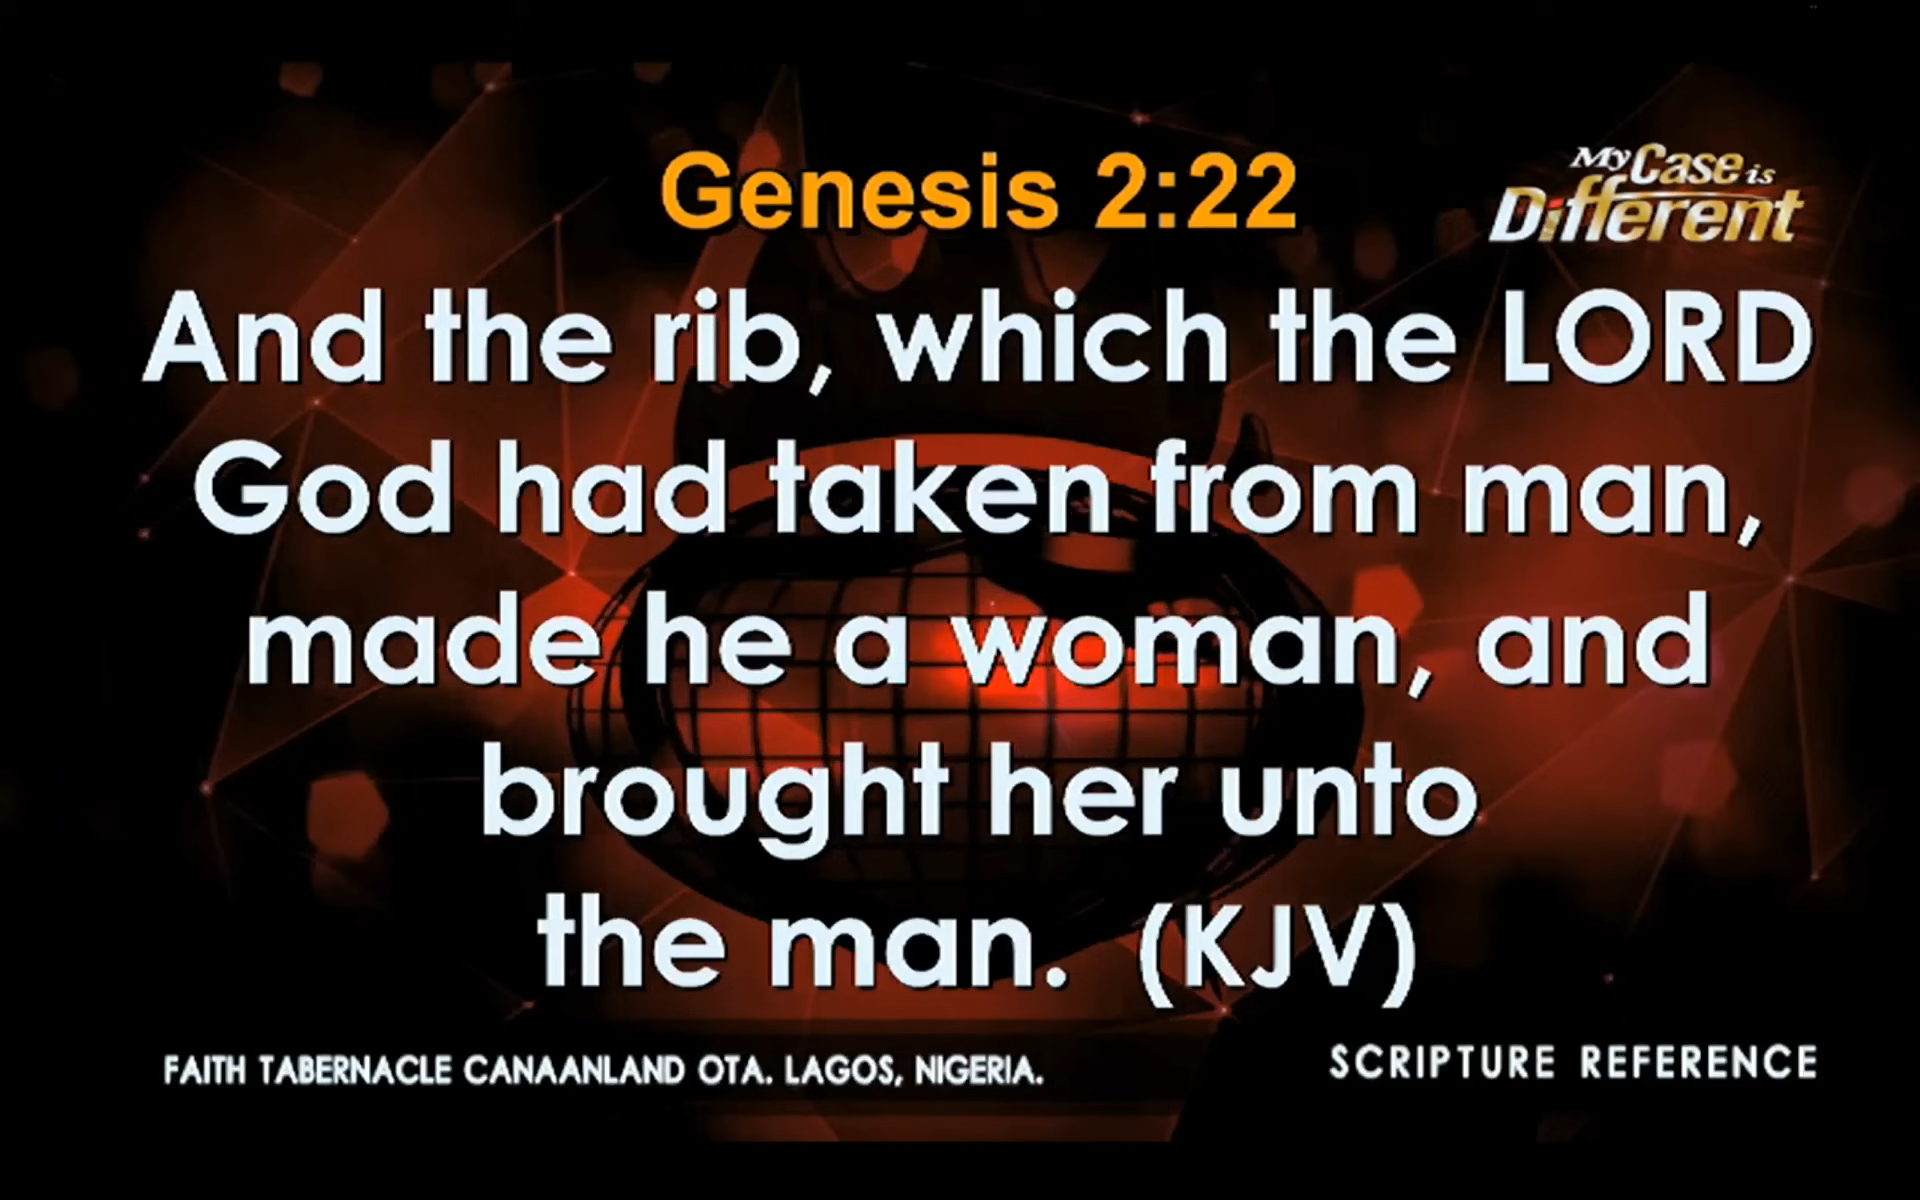 Genesis 2:22
My Case is
Different
And the rib, which the LORD
God had taken from man,
made he a woman, and
brought her unto
the man. (KJV)
FAITH TABERNACLE CANAANLAND OTA. LAGOS, NIGERIA.
SCRIPTURE REFERENCE